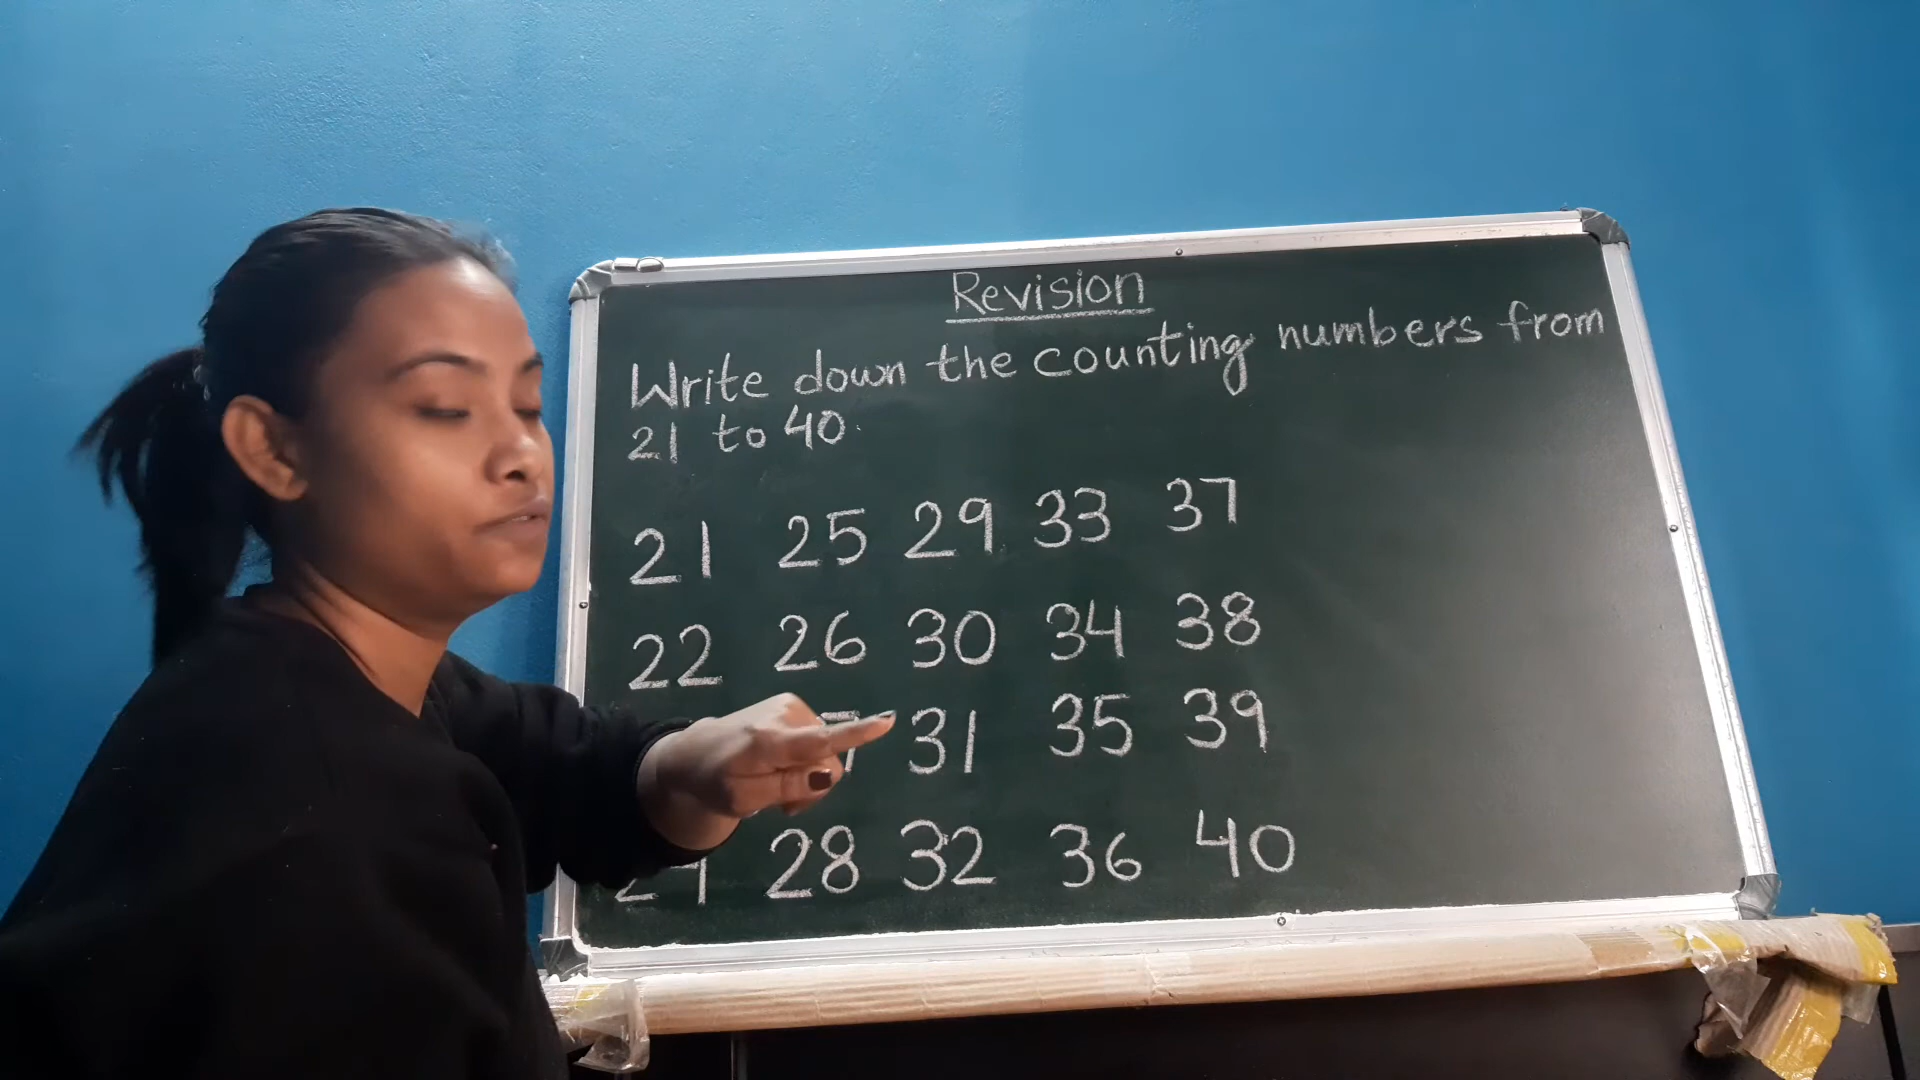 Revision
Write down the counting numbers from
21 to 40.
21 25 29 33 37
22 26 30 34 38
31 35 39
28 32 36 40